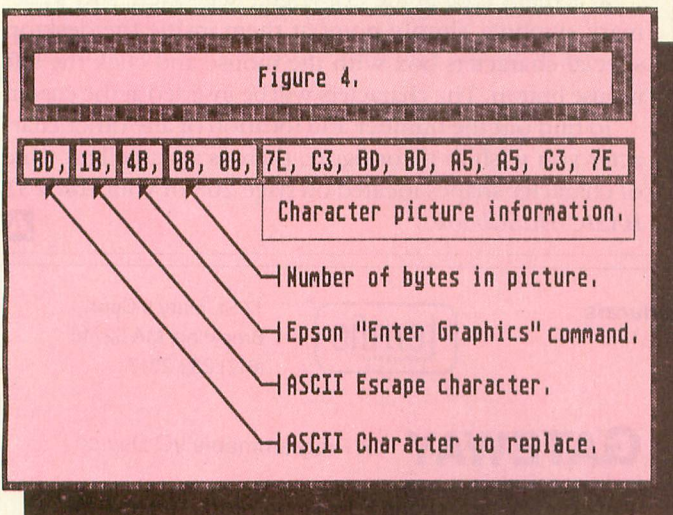 Figure 4.
BD, 1B, 4B, 08, 00, 7E, C3, BD, BD, A5, A5, C3, 7E
Character picture information.
Number of bytes in picture.
Epson "Enter Graphics" command.
ASCII Escape character.
ASCII Character to replace.